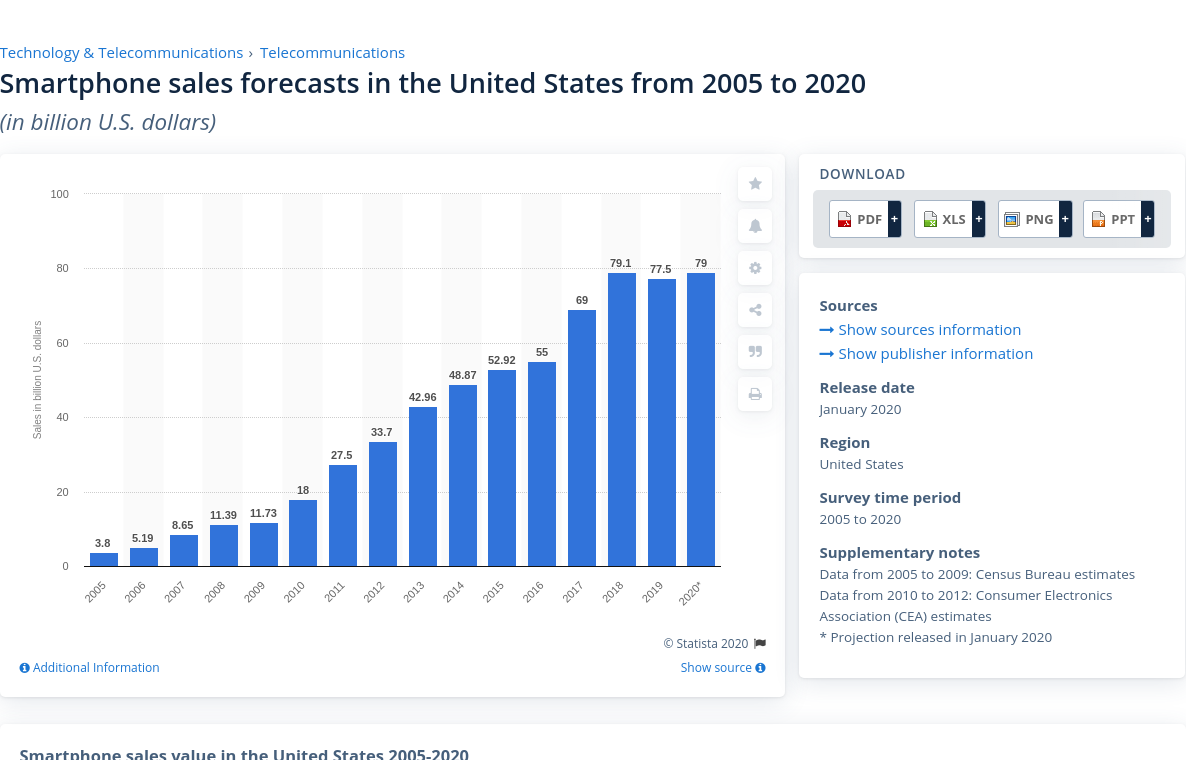 Technology & Telecommunications › Telecommunications
Smartphone sales forecasts in the United States from 2005 to 2020
(in billion U.S. dollars)
100
80
60
40
20
0
Sales in billion U.S. dollars
3.8
5.19
8.65
11.39
11.73
18
27.5
33.7
42.96
48.87
52.92
55
69
79.1
77.5
79
2005
2006
2007
2008
2009
2010
2011
2012
2013
2014
2015
2016
2017
2018
2019
2020*
© Statista 2020
Additional Information
Show source
DOWNLOAD
PDF + XLS + PNG + PPT +
Sources
Show sources information
Show publisher information
Release date
January 2020
Region
United States
Survey time period
2005 to 2020
Supplementary notes
Data from 2005 to 2009: Census Bureau estimates
Data from 2010 to 2012: Consumer Electronics
Association (CEA) estimates
* Projection released in January 2020
Smartphone sales value in the United States 2005-2020